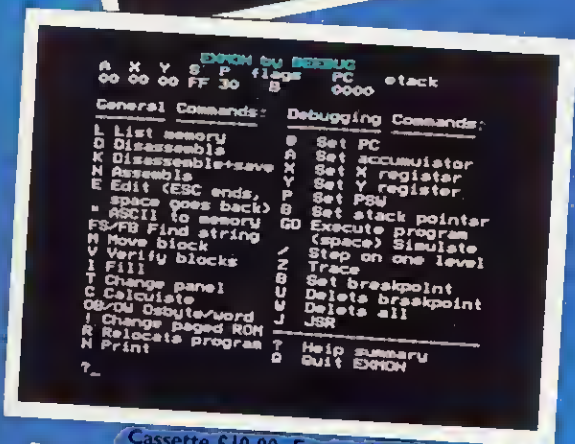 EXMON by BEEBUG
A X Y S P flags PC stack
00 00 00 FF 30 B 0000
General Commands:
L List memory
D Disassemble
K Disassemble+save
N Assemble
E Edit (ESC ends,
space goes back)
" ASCII to memory
FS/FB Find string
M Move block
V Verify blocks
I Fill
T Change panel
C Calculate
OB/OW Osbyte/word
! Change paged ROM
R Relocate program
N Print
Debugging Commands:
@ Set PC
A Set accumulator
X Set X register
Y Set Y register
P Set PSW
S Set stack pointer
GO Execute program
(space) Simulate
/ Step on one level
Z Trace
B Set breakpoint
U Delete breakpoint
W Delete all
J JSR
? Help summary
Q Quit EXMON
?_
Cassette £10.00